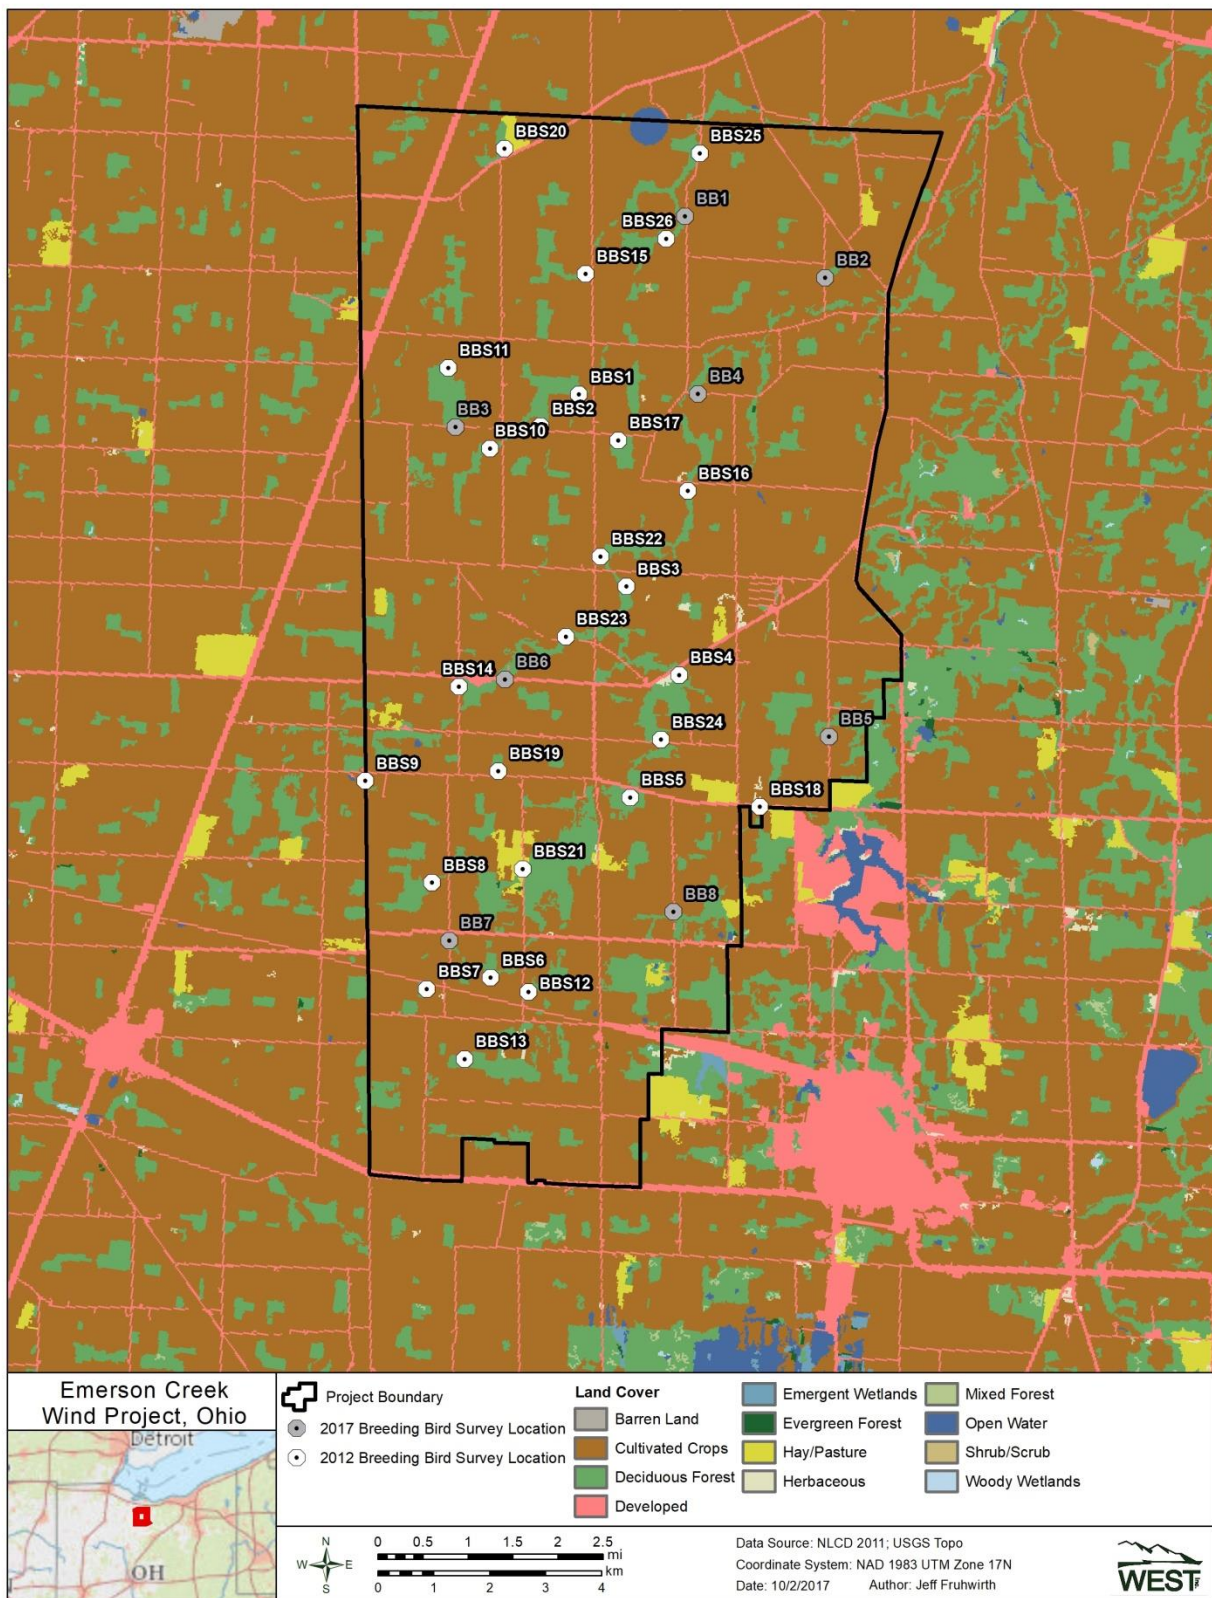 BBS20
BBS25
BB1
BBS26
BBS15
BB2
BBS11
BBS1
BB4
BB3
BBS2
BBS10
BBS17
BBS16
BBS22
BBS3
BBS23
BBS4
BB6
BBS14
BB5
BBS24
BBS19
BBS9
BBS5
BBS18
BBS21
BBS8
BB8
BB7
BBS6
BBS7
BBS12
BBS13
Emerson Creek
Wind Project, Ohio
Detroit
OH
Project Boundary
2017 Breeding Bird Survey Location
2012 Breeding Bird Survey Location
Land Cover
Barren Land
Cultivated Crops
Deciduous Forest
Developed
Emergent Wetlands
Evergreen Forest
Hay/Pasture
Herbaceous
Mixed Forest
Open Water
Shrub/Scrub
Woody Wetlands
N
W E
S
0 0.5 1 1.5 2 2.5
mi
km
0 1 2 3 4
Data Source: NLCD 2011; USGS Topo
Coordinate System: NAD 1983 UTM Zone 17N
Date: 10/2/2017 Author: Jeff Fruhwirth
WEST